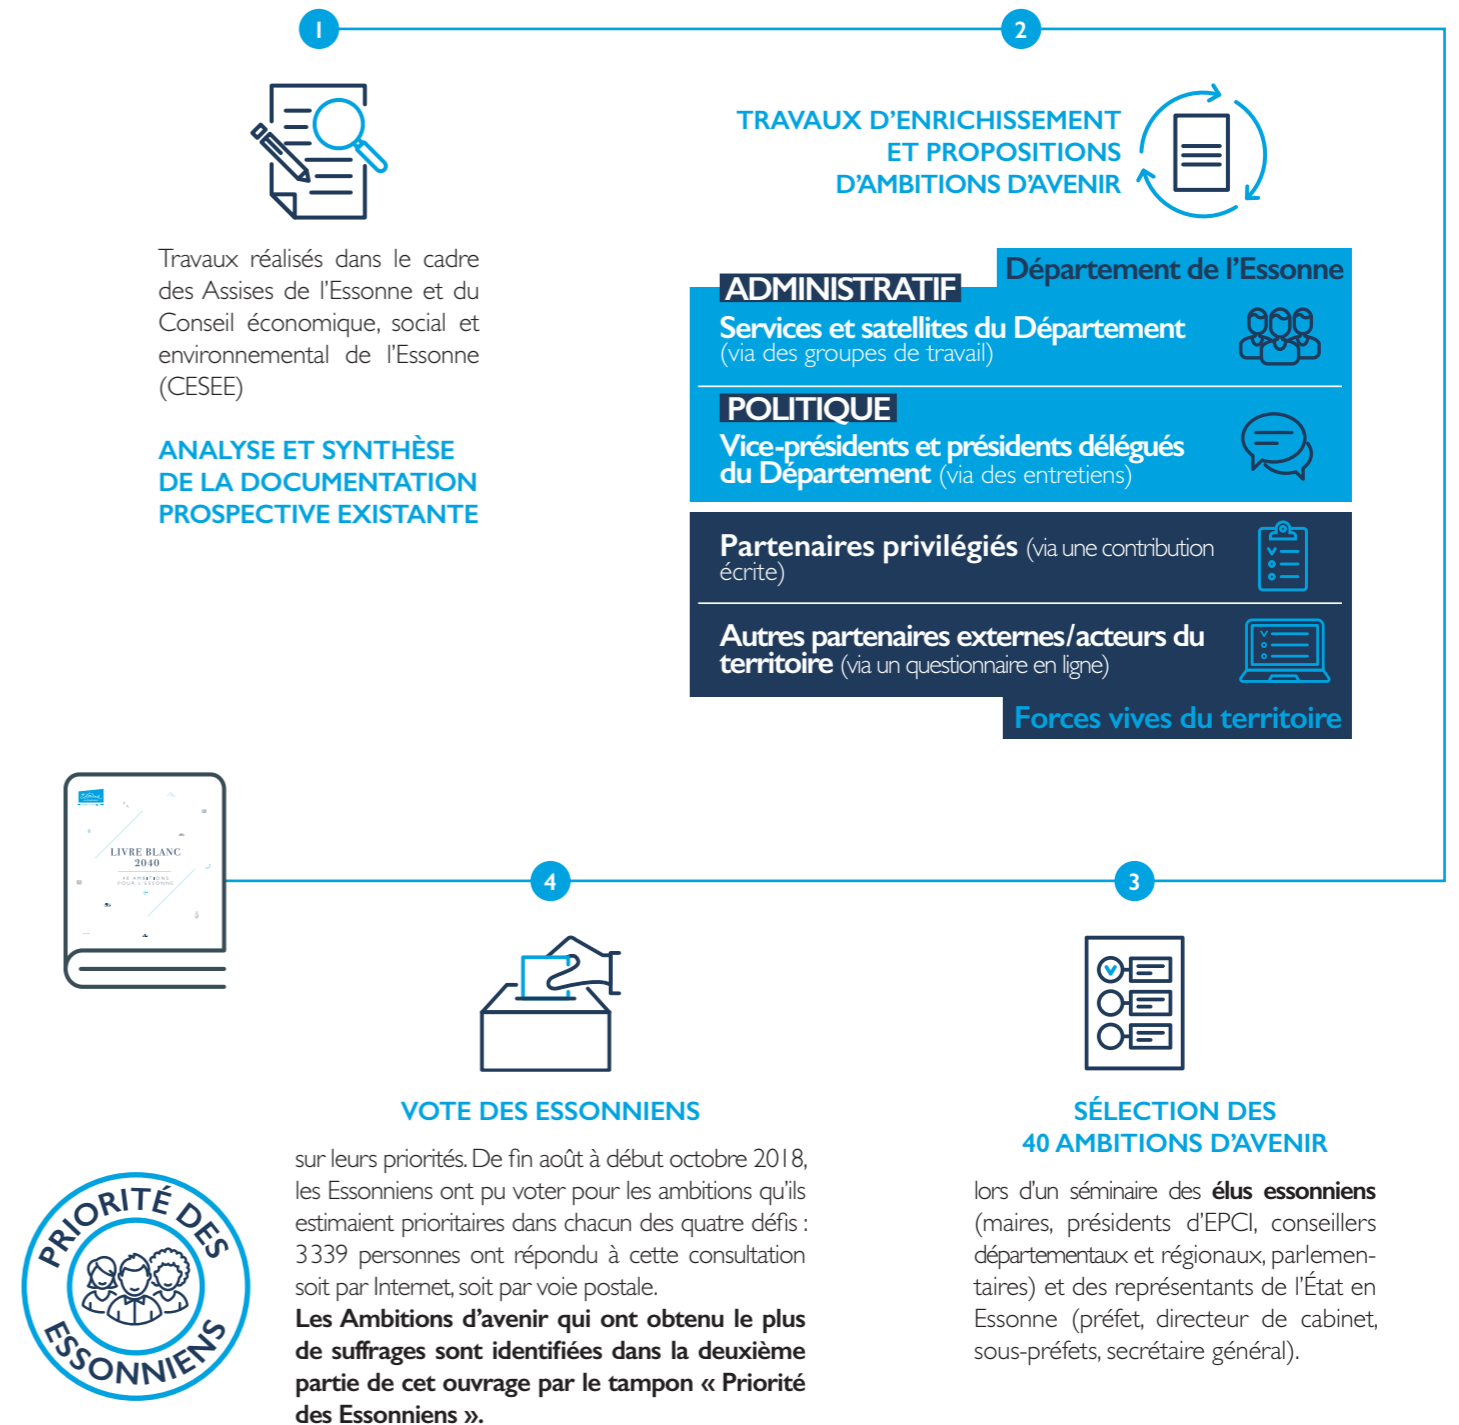 1
Travaux réalisés dans le cadre
des Assises de l'Essonne et du
Conseil économique, social et
environnemental de l'Essonne
(CESEE)
ANALYSE ET SYNTHÈSE
DE LA DOCUMENTATION
PROSPECTIVE EXISTANTE
2
TRAVAUX D'ENRICHISSEMENT
ET PROPOSITIONS
D'AMBITIONS D'AVENIR
Département de l'Essonne
ADMINISTRATIF
Services et satellites du Département
(via des groupes de travail)
POLITIQUE
Vice-présidents et présidents délégués
du Département (via des entretiens)
Partenaires privilégiés (via une contribution
écrite)
Autres partenaires externes/acteurs du
territoire (via un questionnaire en ligne)
Forces vives du territoire
3
SÉLECTION DES
40 AMBITIONS D'AVENIR
lors d'un séminaire des élus essonniens
(maires, présidents d'EPCI, conseillers
départementaux et régionaux, parlemen-
taires) et des représentants de l'État en
Essonne (préfet, directeur de cabinet,
sous-préfets, secrétaire général).
4
VOTE DES ESSONNIENS
sur leurs priorités. De fin août à début octobre 2018,
les Essonniens ont pu voter pour les ambitions qu'ils
estimaient prioritaires dans chacun des quatre défis :
3 339 personnes ont répondu à cette consultation
soit par Internet, soit par voie postale.
Les Ambitions d'avenir qui ont obtenu le plus
de suffrages sont identifiées dans la deuxième
partie de cet ouvrage par le tampon « Priorité
des Essonniens ».
PRIORITÉ DES
ESSONNIENS
LIVRE BLANC
2040
40 AMBITIONS
POUR L'ESSONNE